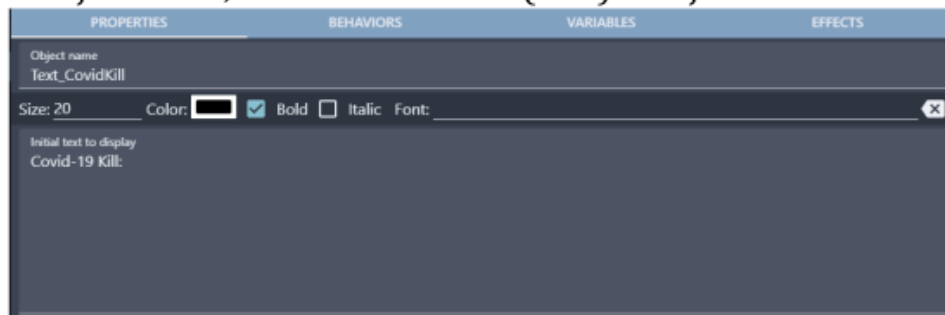 PROPERTIES BEHAVIORS VARIABLES EFFECTS
Object name
Text_CovidKill
Size: 20 Color: Bold Italic Font:
Initial text to display
Covid-19 Kill: